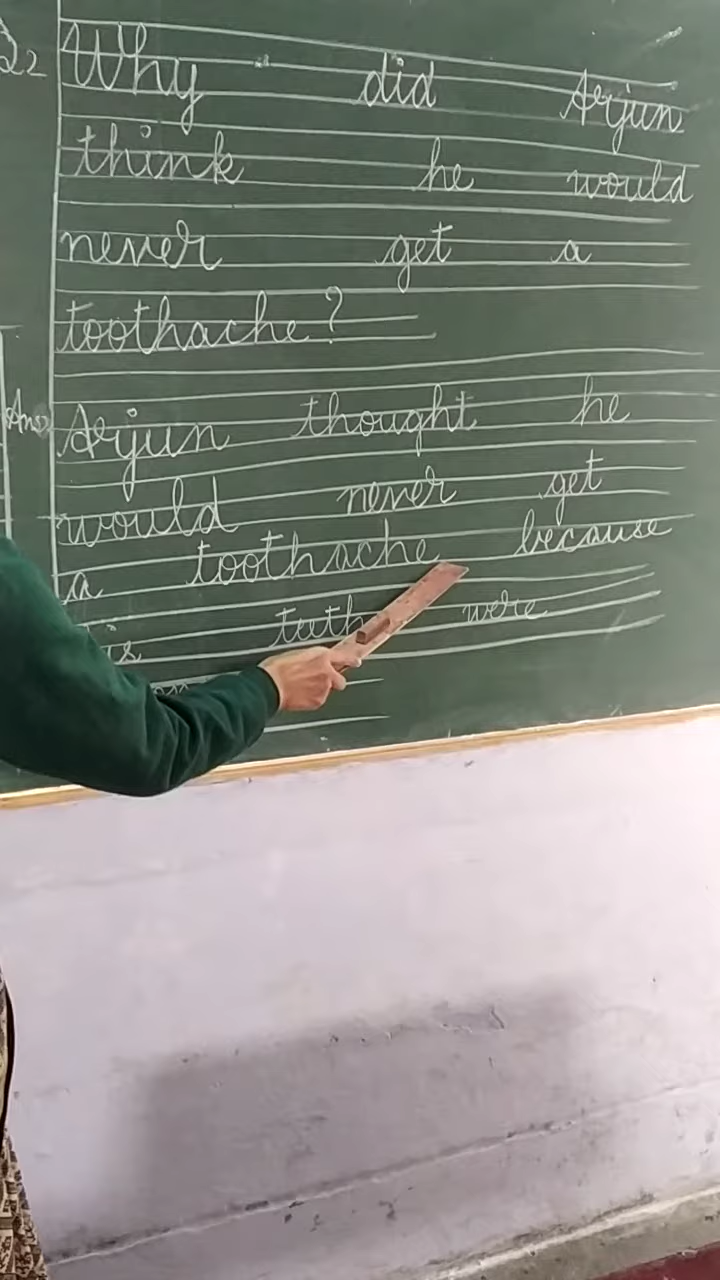 Q2 Why did Arjun
think he would
never get a
toothache?
Ans Arjun thought he
would never get
a toothache because
is teeth were